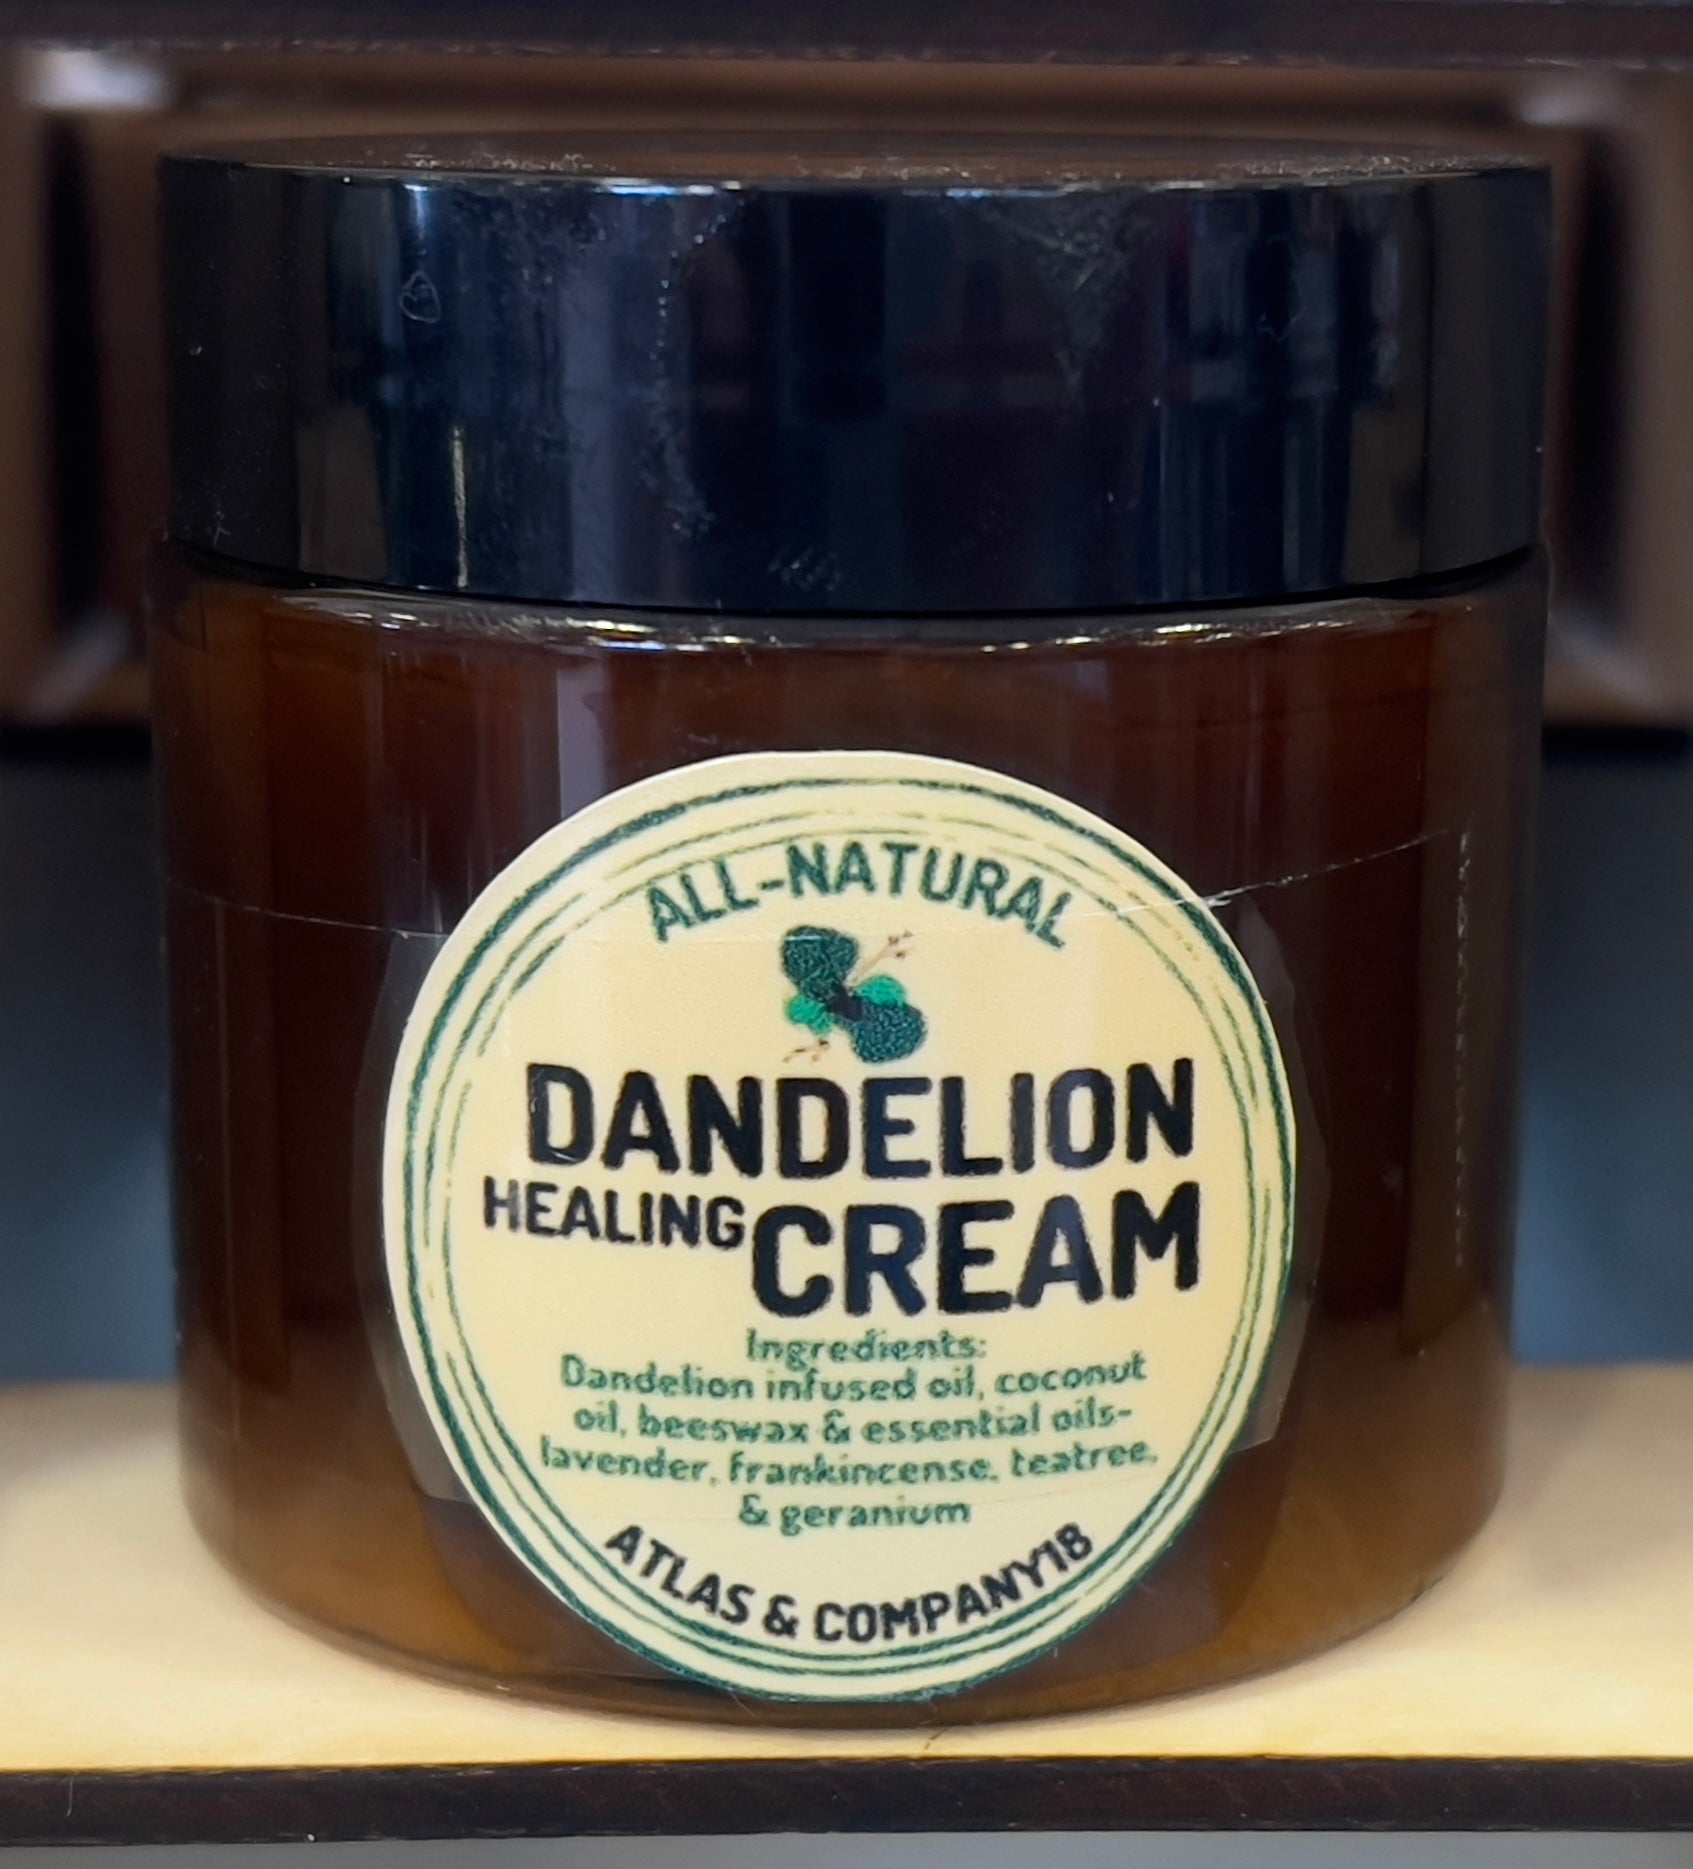 ALL-NATURAL
DANDELION
HEALING CREAM
Ingredients:
Dandelion infused oil, coconut
oil, beeswax & essential oils-
lavender, frankincense, teatree,
& geranium
ATLAS & COMPANY18